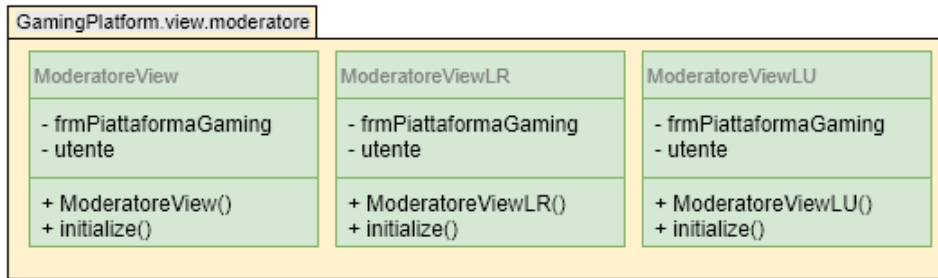 GamingPlatform.view.moderatore
ModeratoreView
- frmPiattaformaGaming
- utente
+ ModeratoreView()
+ initialize()
ModeratoreViewLR
- frmPiattaformaGaming
- utente
+ ModeratoreViewLR()
+ initialize()
ModeratoreViewLU
- frmPiattaformaGaming
- utente
+ ModeratoreViewLU()
+ initialize()